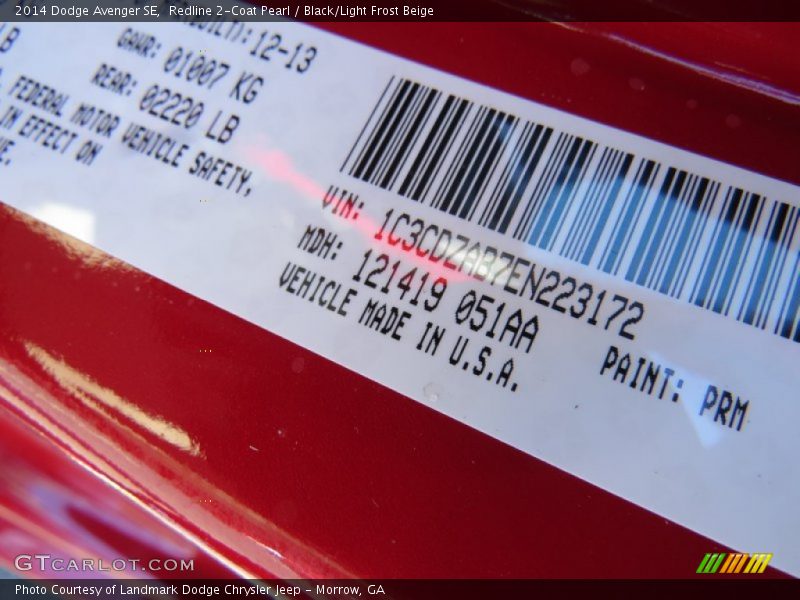 2014 Dodge Avenger SE, Redline 2-Coat Pearl / Black/Light Frost Beige
12-13
LB
GAWR: 01007 KG
REAR: 02220 LB
FEDERAL MOTOR VEHICLE SAFETY,
IN EFFECT ON
VIN: 1C3CDZAB7EN223172
MDH: 121419 051AA
VEHICLE MADE IN U.S.A.
PAINT: PRM
GTCARLOT.COM
Photo Courtesy of Landmark Dodge Chrysler Jeep - Morrow, GA